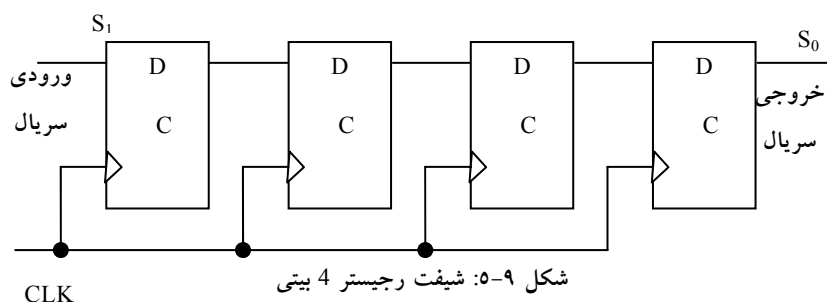 S1
S0
D D D D
ورودی
سریال
خروجی
سریال
C C C C
CLK
شکل ۹-۵: شیفت رجیستر 4 بیتی